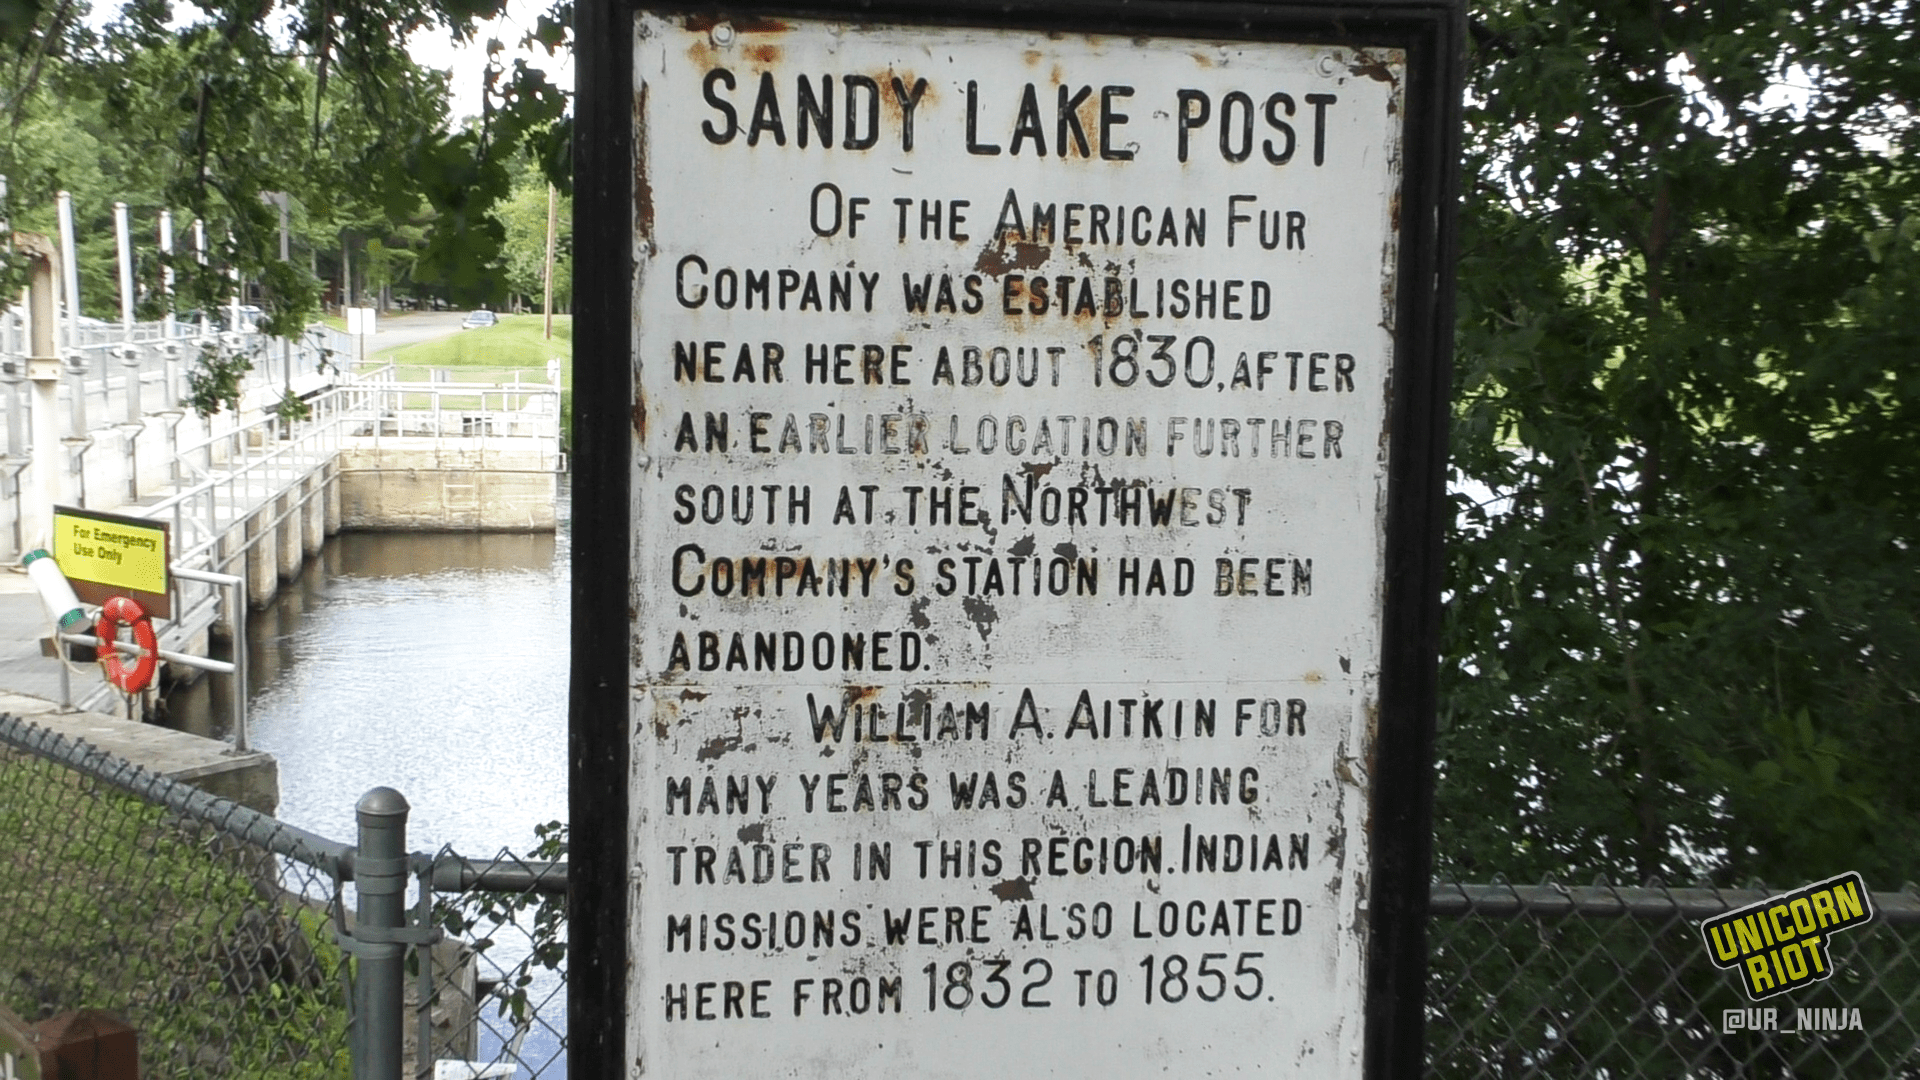 SANDY LAKE POST
OF THE AMERICAN FUR
COMPANY WAS ESTABLISHED
NEAR HERE ABOUT 1830, AFTER
AN EARLIER LOCATION FURTHER
SOUTH AT THE NORTHWEST
COMPANY'S STATION HAD BEEN
ABANDONED.
WILLIAM A. AITKIN FOR
MANY YEARS WAS A LEADING
TRADER IN THIS REGION. INDIAN
MISSIONS WERE ALSO LOCATED
HERE FROM 1832 TO 1855.
For Emergency
Use Only
UNICORN
RIOT
@UR_NINJA